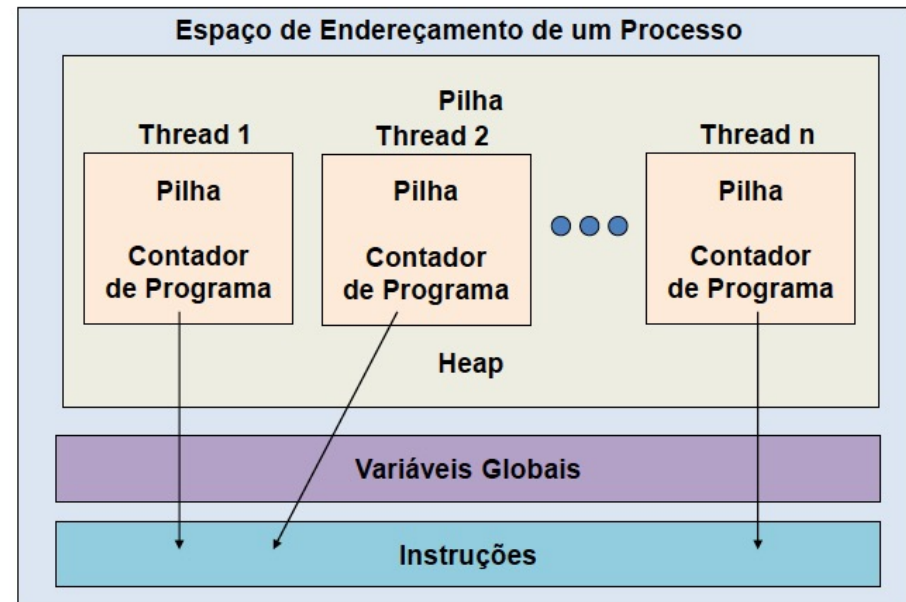 Espaço de Endereçamento de um Processo
Pilha
Thread 1
Thread 2
Thread n
Pilha
Contador
de Programa
Pilha
Contador
de Programa
Pilha
Contador
de Programa
Heap
Variáveis Globais
Instruções